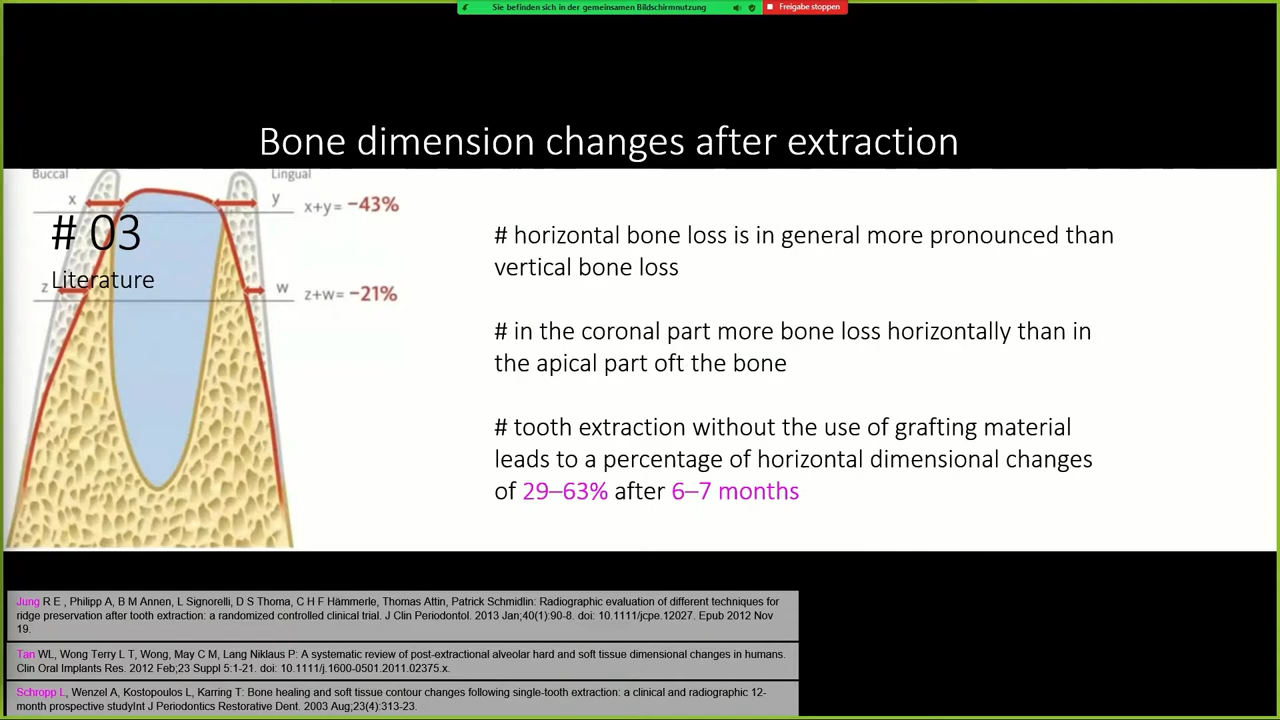 Sie befinden sich in der gemeinsamen Bildschirmnutzung
Freigabe stoppen
Bone dimension changes after extraction
Buccal
Lingual
x
y
x+y= −43%
# 03
Literature
z
w
z+w= −21%
# horizontal bone loss is in general more pronounced than
vertical bone loss
# in the coronal part more bone loss horizontally than in
the apical part oft the bone
# tooth extraction without the use of grafting material
leads to a percentage of horizontal dimensional changes
of 29–63% after 6–7 months
Jung R E , Philipp A, B M Annen, L Signorelli, D S Thoma, C H F Hämmerle, Thomas Attin, Patrick Schmidlin: Radiographic evaluation of different techniques for
ridge preservation after tooth extraction: a randomized controlled clinical trial. J Clin Periodontol. 2013 Jan;40(1):90-8. doi: 10.1111/jcpe.12027. Epub 2012 Nov
19.
Tan WL, Wong Terry L T, Wong, May C M, Lang Niklaus P: A systematic review of post-extractional alveolar hard and soft tissue dimensional changes in humans.
Clin Oral Implants Res. 2012 Feb;23 Suppl 5:1-21. doi: 10.1111/j.1600-0501.2011.02375.x.
Schropp L, Wenzel A, Kostopoulos L, Karring T: Bone healing and soft tissue contour changes following single-tooth extraction: a clinical and radiographic 12-
month prospective studyInt J Periodontics Restorative Dent. 2003 Aug;23(4):313-23.